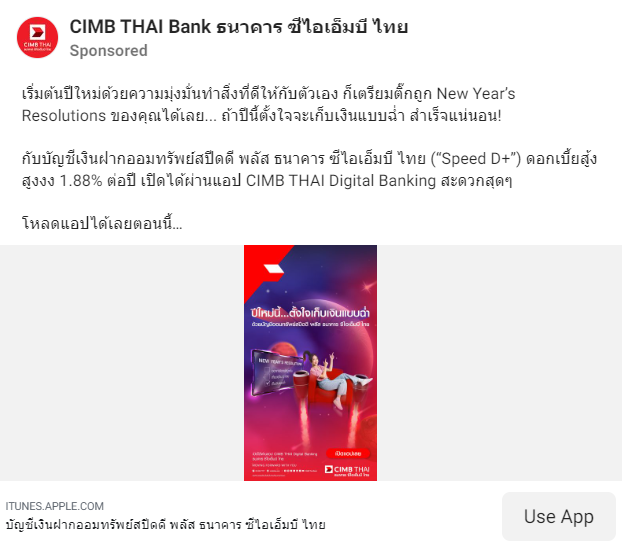 CIMB THAI Bank ธนาคาร ซีไอเอ็มบี ไทย
CIMB THAI
Sponsored
เริ่มต้นปีใหม่ด้วยความมุ่งมั่นทำสิ่งที่ดีให้กับตัวเอง ก็เตรียมติ๊กถูก New Year’s
Resolutions ของคุณได้เลย... ถ้าปีนี้ตั้งใจจะเก็บเงินแบบฉ่ำ สำเร็จแน่นอน!
กับบัญชีเงินฝากออมทรัพย์สปีดดี พลัส ธนาคาร ซีไอเอ็มบี ไทย (“Speed D+”) ดอกเบี้ยสู้ง
สูงงง 1.88% ต่อปี เปิดได้ผ่านแอป CIMB THAI Digital Banking สะดวกสุดๆ
โหลดแอปได้เลยตอนนี้...
ปีใหม่นี้...ตั้งใจเก็บเงินแบบฉ่ำ
ด้วยบัญชีออมทรัพย์สปีดดี พลัส ธนาคาร ซีไอเอ็มบี ไทย
NEW YEAR'S RESOLUTION
เปิดแอปเลย
CIMB THAI
ITUNES.APPLE.COM
บัญชีเงินฝากออมทรัพย์สปีดดี พลัส ธนาคาร ซีไอเอ็มบี ไทย
Use App